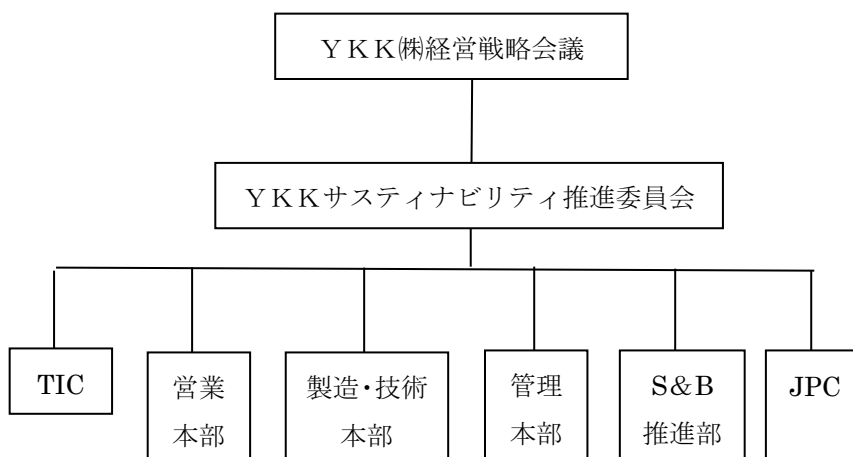 ＹＫＫ㈱経営戦略会議
ＹＫＫサスティナビリティ推進委員会
TIC
営業
本部
製造・技術
本部
管理
本部
S&B
推進部
JPC